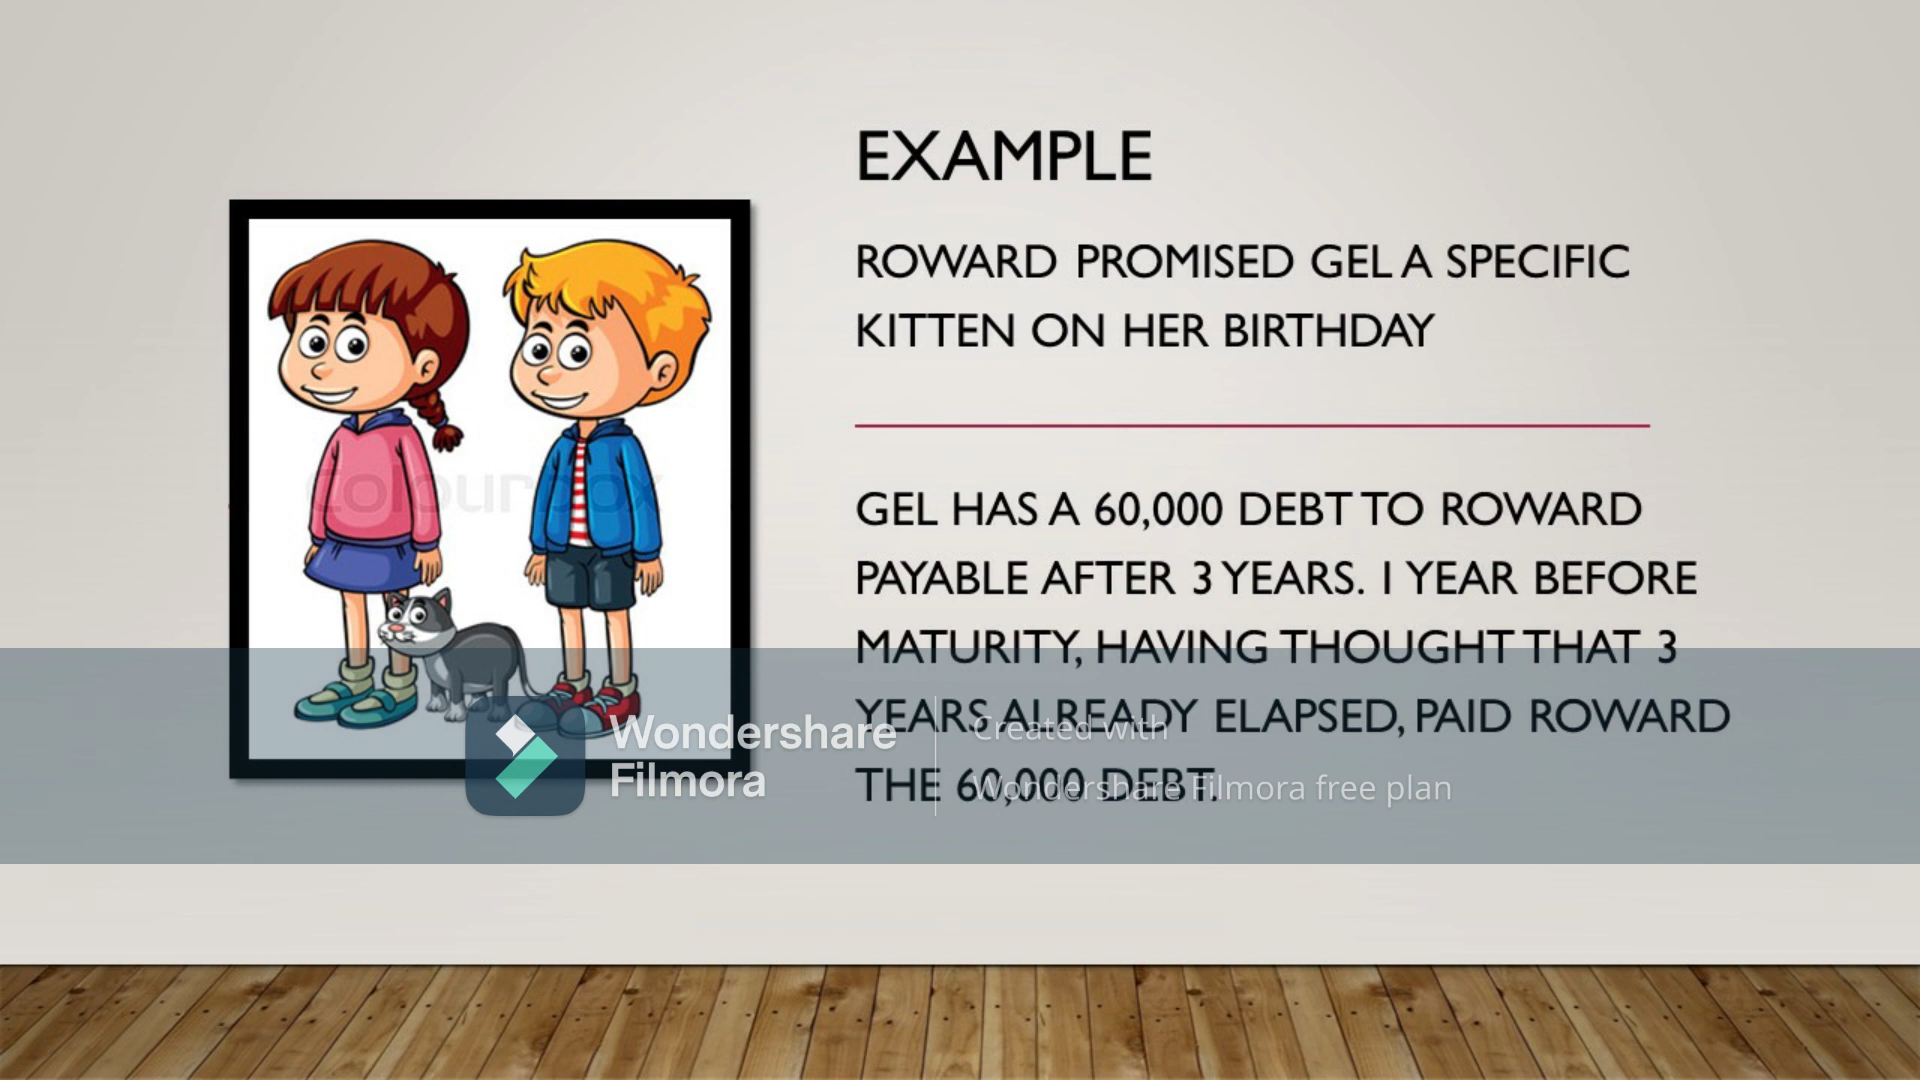 EXAMPLE
ROWARD PROMISED GEL A SPECIFIC
KITTEN ON HER BIRTHDAY
GEL HAS A 60,000 DEBT TO ROWARD
PAYABLE AFTER 3 YEARS. 1 YEAR BEFORE
MATURITY, HAVING THOUGHT THAT 3
YEARS ALREADY ELAPSED, PAID ROWARD
THE 60,000 DEBT.
colourbox
Wondershare
Filmora
Created with
Wondershare Filmora free plan